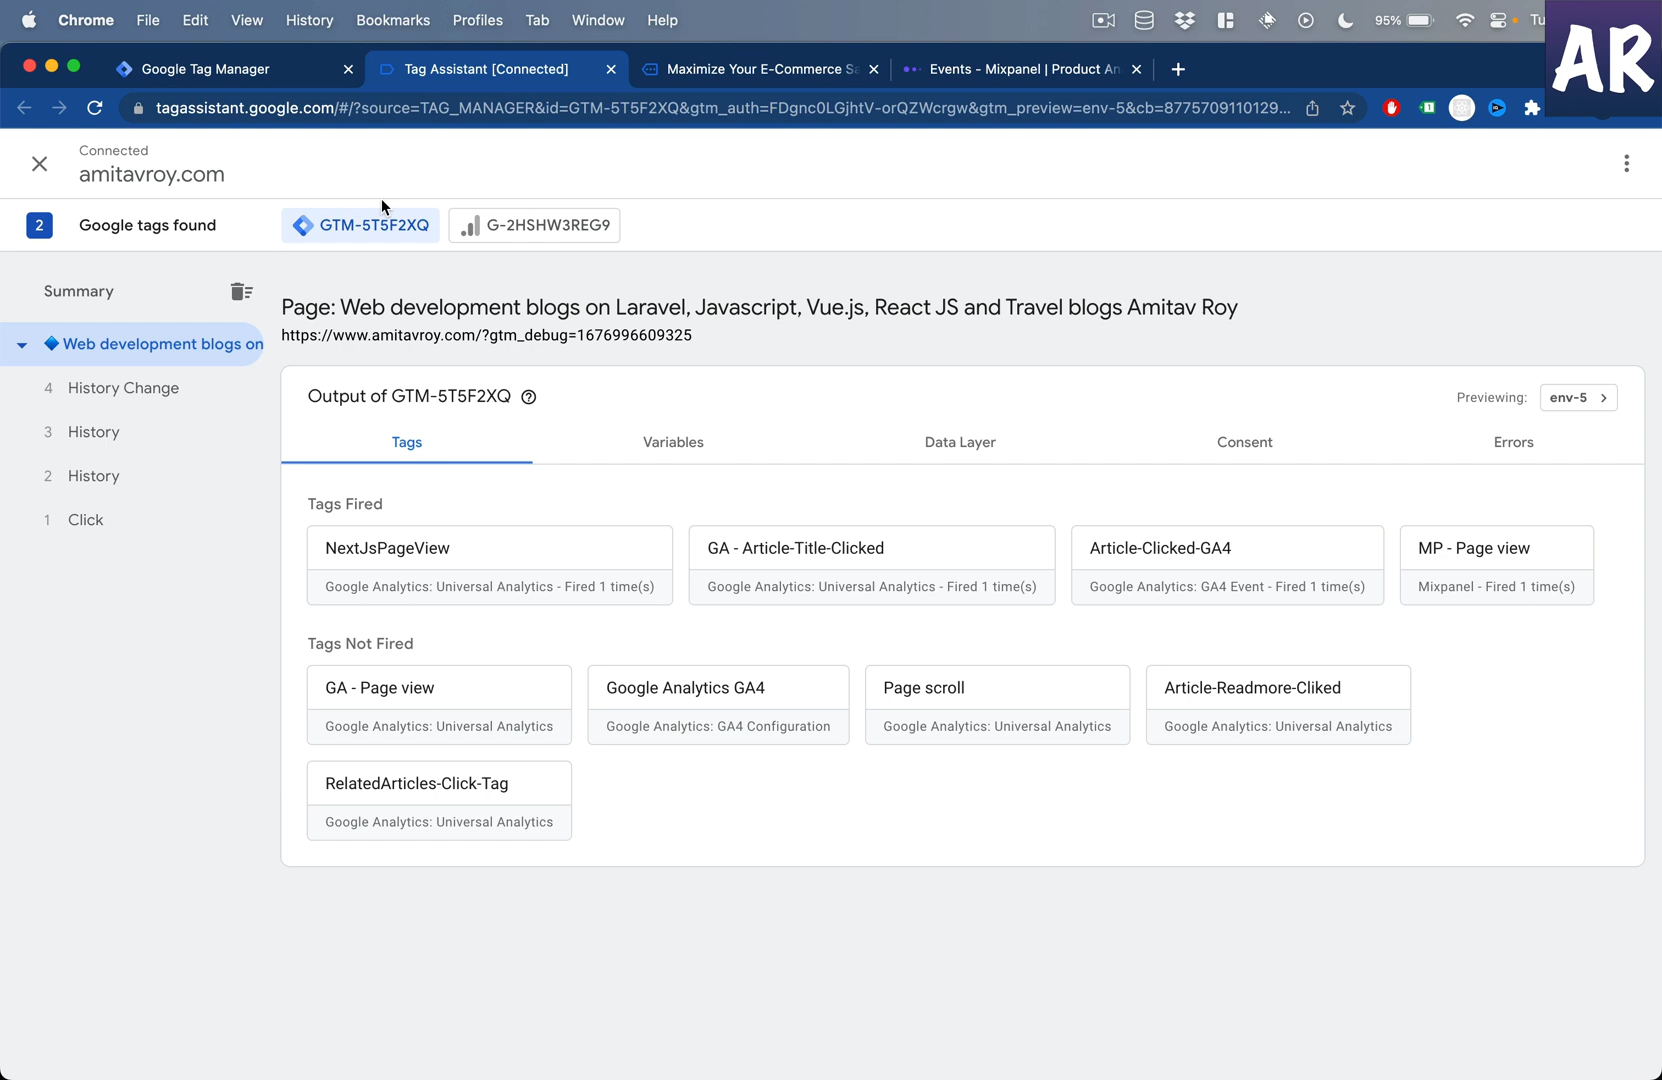 Chrome File Edit View History Bookmarks Profiles Tab Window Help 95% Tu
AR
Google Tag Manager Tag Assistant [Connected] Maximize Your E-Commerce Sa Events - Mixpanel | Product An
tagassistant.google.com/#/?source=TAG_MANAGER&id=GTM-5T5F2XQ&gtm_auth=FDgnc0LGjhtV-orQZWcrgw&gtm_preview=env-5&cb=8775709110129...
Connected
amitavroy.com
2 Google tags found GTM-5T5F2XQ G-2HSHW3REG9
Summary
Web development blogs on
4 History Change
3 History
2 History
1 Click
Page: Web development blogs on Laravel, Javascript, Vue.js, React JS and Travel blogs Amitav Roy
https://www.amitavroy.com/?gtm_debug=1676996609325
Output of GTM-5T5F2XQ Previewing: env-5
Tags Variables Data Layer Consent Errors
Tags Fired
NextJsPageView GA - Article-Title-Clicked Article-Clicked-GA4 MP - Page view
Google Analytics: Universal Analytics - Fired 1 time(s) Google Analytics: Universal Analytics - Fired 1 time(s) Google Analytics: GA4 Event - Fired 1 time(s) Mixpanel - Fired 1 time(s)
Tags Not Fired
GA - Page view Google Analytics GA4 Page scroll Article-Readmore-Cliked
Google Analytics: Universal Analytics Google Analytics: GA4 Configuration Google Analytics: Universal Analytics Google Analytics: Universal Analytics
RelatedArticles-Click-Tag
Google Analytics: Universal Analytics